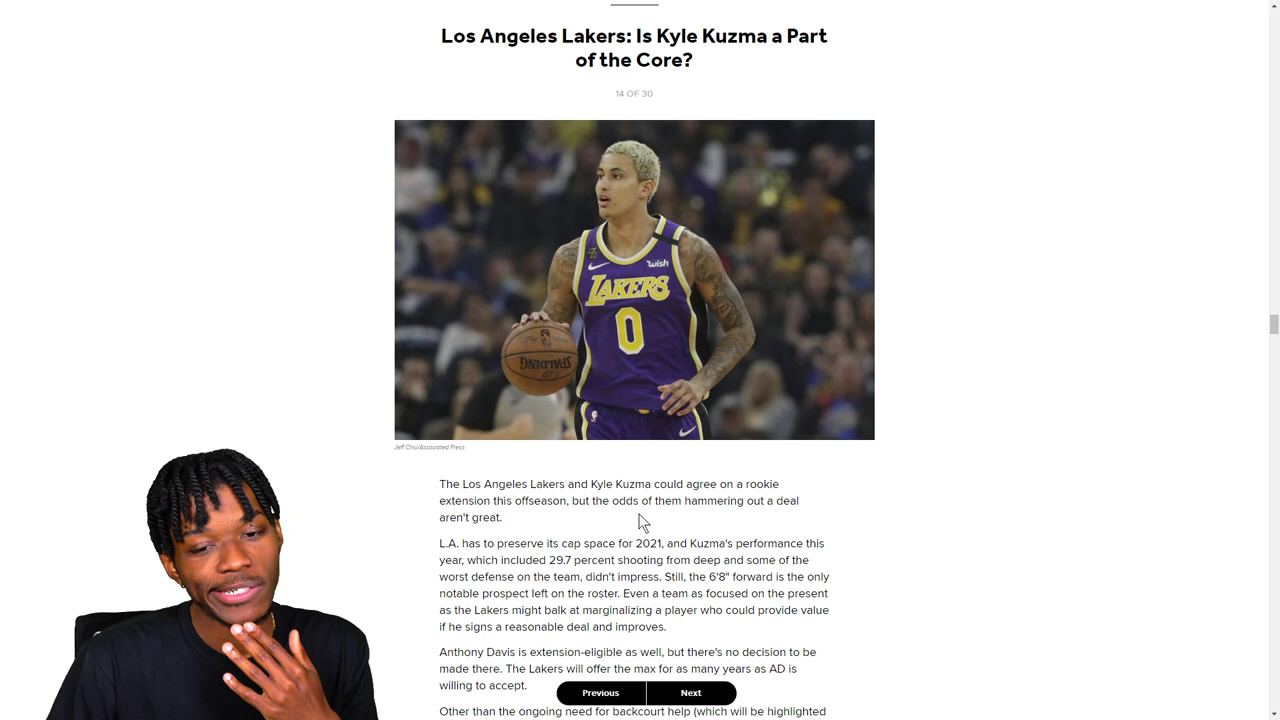 Los Angeles Lakers: Is Kyle Kuzma a Part
of the Core?
14 OF 30
wish
LAKERS
0
SPALDING
Jeff Chiu/Associated Press
The Los Angeles Lakers and Kyle Kuzma could agree on a rookie
extension this offseason, but the odds of them hammering out a deal
aren't great.
L.A. has to preserve its cap space for 2021, and Kuzma's performance this
year, which included 29.7 percent shooting from deep and some of the
worst defense on the team, didn't impress. Still, the 6'8" forward is the only
notable prospect left on the roster. Even a team as focused on the present
as the Lakers might balk at marginalizing a player who could provide value
if he signs a reasonable deal and improves.
Anthony Davis is extension-eligible as well, but there's no decision to be
made there. The Lakers will offer the max for as many years as AD is
willing to accept.
Previous Next
Other than the ongoing need for backcourt help (which will be highlighted